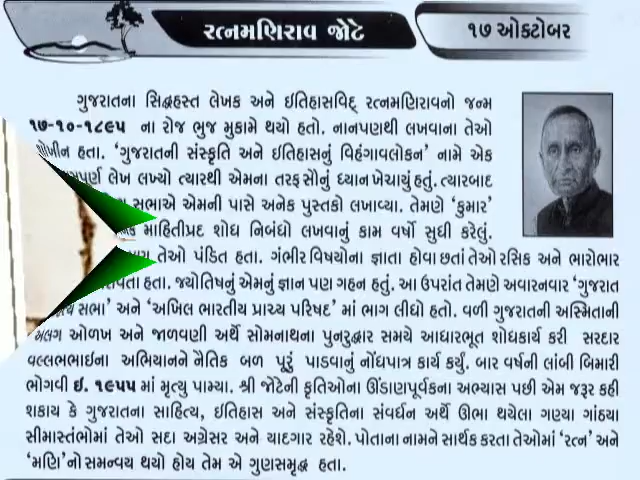 રત્નમણિરાવ જોટે
૧૭ ઓક્ટોબર
ગુજરાતના સિદ્ધહસ્ત લેખક અને ઈતિહાસવિદ્ રત્નમણિરાવનો જન્મ
૧૭-૧૦-૧૮૯૫ ના રોજ ભુજ મુકામે થયો હતો. નાનપણથી લખવાના તેઓ
શોખીન હતા. ‘ગુજરાતની સંસ્કૃતિ અને ઈતિહાસનું વિહંગાવલોકન’ નામે એક
લેખ લખ્યો ત્યારથી એમના તરફ સૌનું ધ્યાન ખેચાયું હતું. ત્યારબાદ
સભાએ એમની પાસે અનેક પુસ્તકો લખાવ્યા. તેમણે ‘કુમાર’
માહિતીપ્રદ શોધ નિબંધો લખવાનું કામ વર્ષો સુધી કરેલું.
તેઓ પંડિત હતા. ગંભીર વિષયોના જ્ઞાતા હોવા છતાં તેઓ રસિક અને ભારોભાર
હતા. જ્યોતિષનું એમનું જ્ઞાન પણ ગહન હતું. આ ઉપરાંત તેમણે અવારનવાર ‘ગુજરાત
સભા’ અને ‘અખિલ ભારતીય પ્રાચ્ય પરિષદ’ માં ભાગ લીધો હતો. વળી ગુજરાતની અસ્મિતાની
અલગ ઓળખ અને જાળવણી અર્થે સોમનાથના પુનરુદ્ધાર સમયે આધારભૂત શોધકાર્ય કરી સરદાર
વલ્લભભાઈના અભિયાનને નૈતિક બળ પૂરું પાડવાનું નોંધપાત્ર કાર્ય કર્યું. બાર વર્ષની લાંબી બિમારી
ભોગવી ઈ. ૧૯૫૫ માં મૃત્યુ પામ્યા. શ્રી જોટેની કૃતિઓના ઊંડાણપૂર્વકના અભ્યાસ પછી એમ જરૂર કહી
શકાય કે ગુજરાતના સાહિત્ય, ઈતિહાસ અને સંસ્કૃતિના સંવર્ધન અર્થે ઊભા થયેલા ગણ્યા ગાંઠયા
સીમાસ્તંભોમાં તેઓ સદા અગ્રેસર અને યાદગાર રહેશે. પોતાના નામને સાર્થક કરતા તેઓમાં ‘રત્ન’ અને
‘મણિ’નો સમન્વય થયો હોય તેમ એ ગુણસમૃદ્ધ હતા.